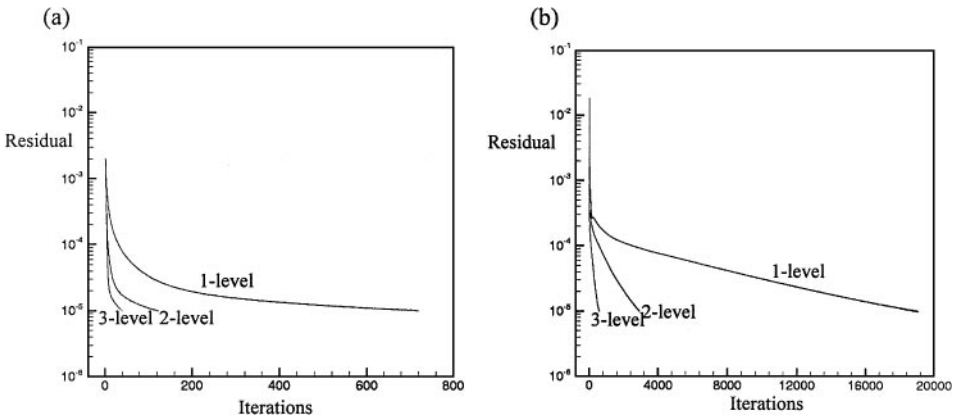 (a)
10⁻¹
10⁻²
Residual
10⁻³
10⁻⁴
1-level
10⁻⁵
3-level 2-level
10⁻⁶
0 200 400 600 800
Iterations
(b)
10⁻¹
10⁻²
Residual
10⁻³
10⁻⁴
1-level
10⁻⁵
3-level 2-level
10⁻⁶
0 4000 8000 12000 16000 20000
Iterations